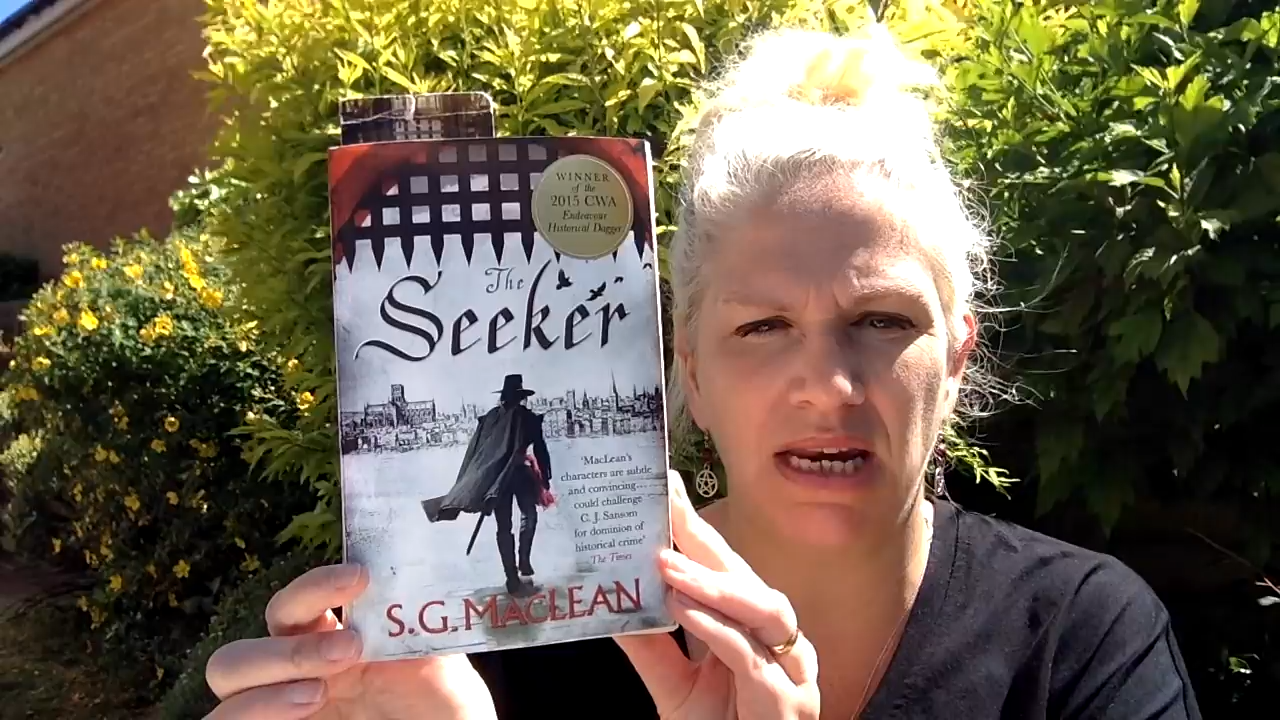 WINNER
of the
2015 CWA
Endeavour
Historical Dagger
The
Seeker
'MacLean's
characters are subtle
and convincing...
could challenge
C. J. Sansom
for dominion of
historical crime'
The Times
S.G. MACLEAN